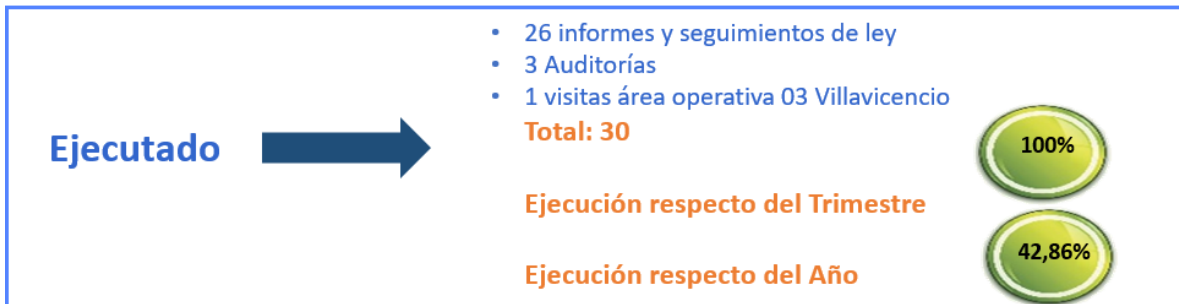 • 26 informes y seguimientos de ley
• 3 Auditorías
• 1 visitas área operativa 03 Villavicencio
Total: 30
Ejecutado
100%
Ejecución respecto del Trimestre
42,86%
Ejecución respecto del Año